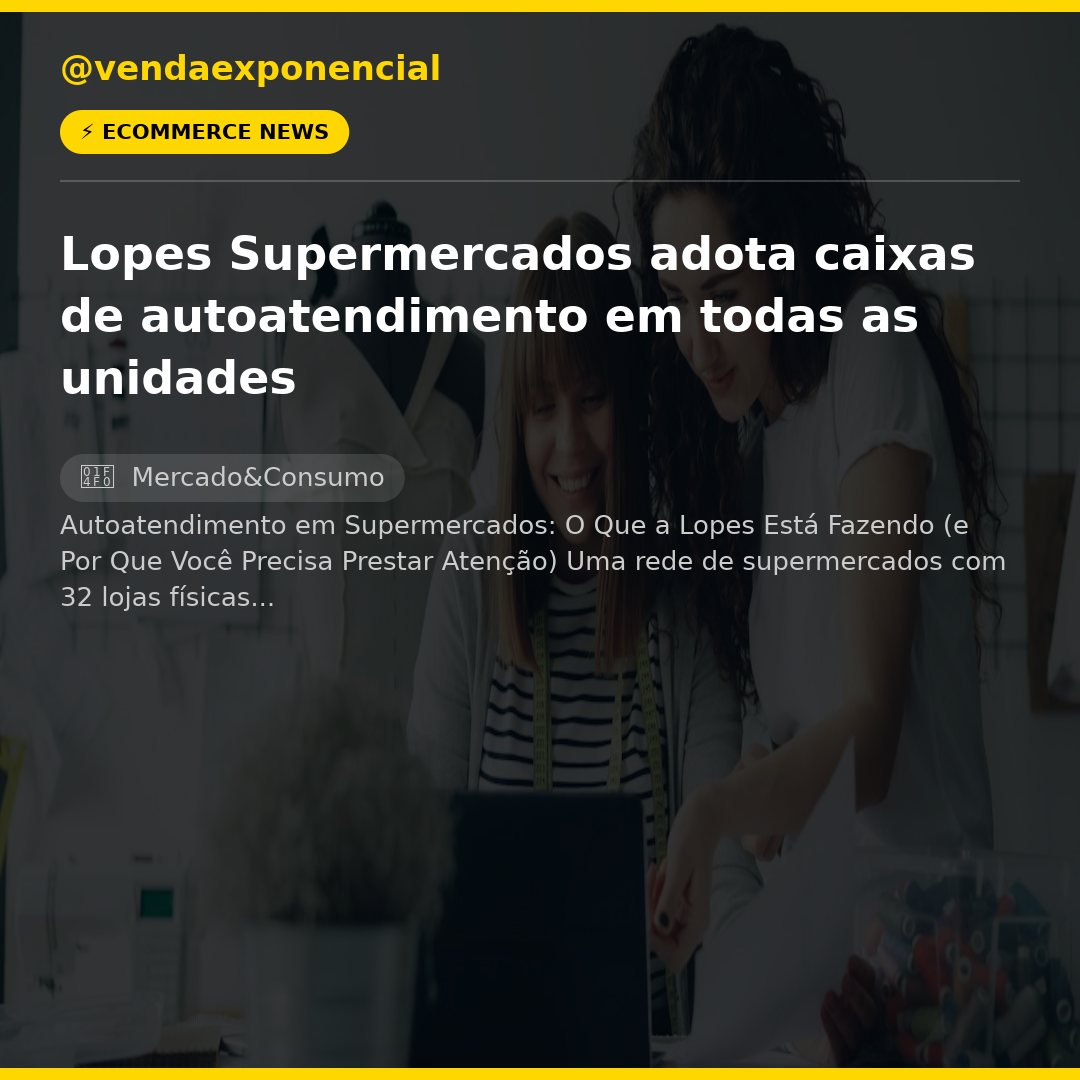 @vendaexponencial
⚡ ECOMMERCE NEWS
Lopes Supermercados adota caixas
de autoatendimento em todas as
unidades
Mercado&Consumo
Autoatendimento em Supermercados: O Que a Lopes Está Fazendo (e
Por Que Você Precisa Prestar Atenção) Uma rede de supermercados com
32 lojas físicas...